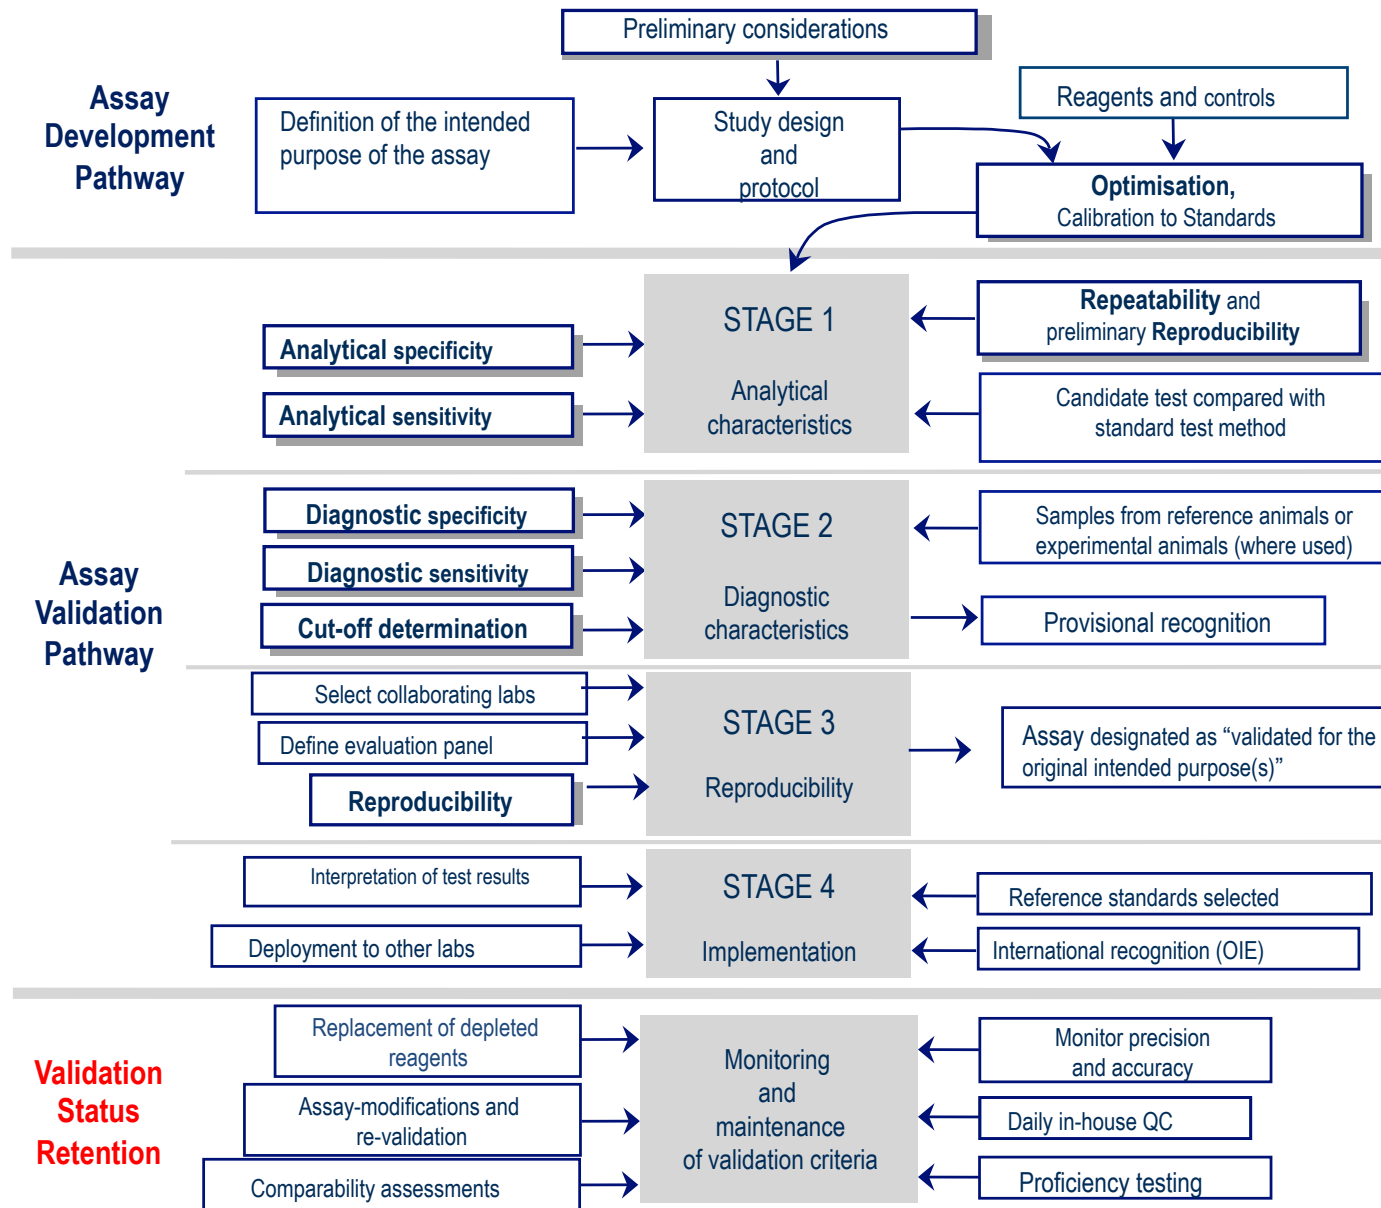 Preliminary considerations
Assay
Development
Pathway
Definition of the intended
purpose of the assay
Study design
and
protocol
Reagents and controls
Optimisation,
Calibration to Standards
STAGE 1
Analytical
characteristics
Analytical specificity
Analytical sensitivity
Repeatability and
preliminary Reproducibility
Candidate test compared with
standard test method
Assay
Validation
Pathway
Diagnostic specificity
Diagnostic sensitivity
Cut-off determination
STAGE 2
Diagnostic
characteristics
Samples from reference animals or
experimental animals (where used)
Provisional recognition
Select collaborating labs
Define evaluation panel
Reproducibility
STAGE 3
Reproducibility
Assay designated as “validated for the
original intended purpose(s)”
Interpretation of test results
Deployment to other labs
STAGE 4
Implementation
Reference standards selected
International recognition (OIE)
Validation
Status
Retention
Replacement of depleted
reagents
Assay-modifications and
re-validation
Comparability assessments
Monitoring
and
maintenance
of validation criteria
Monitor precision
and accuracy
Daily in-house QC
Proficiency testing